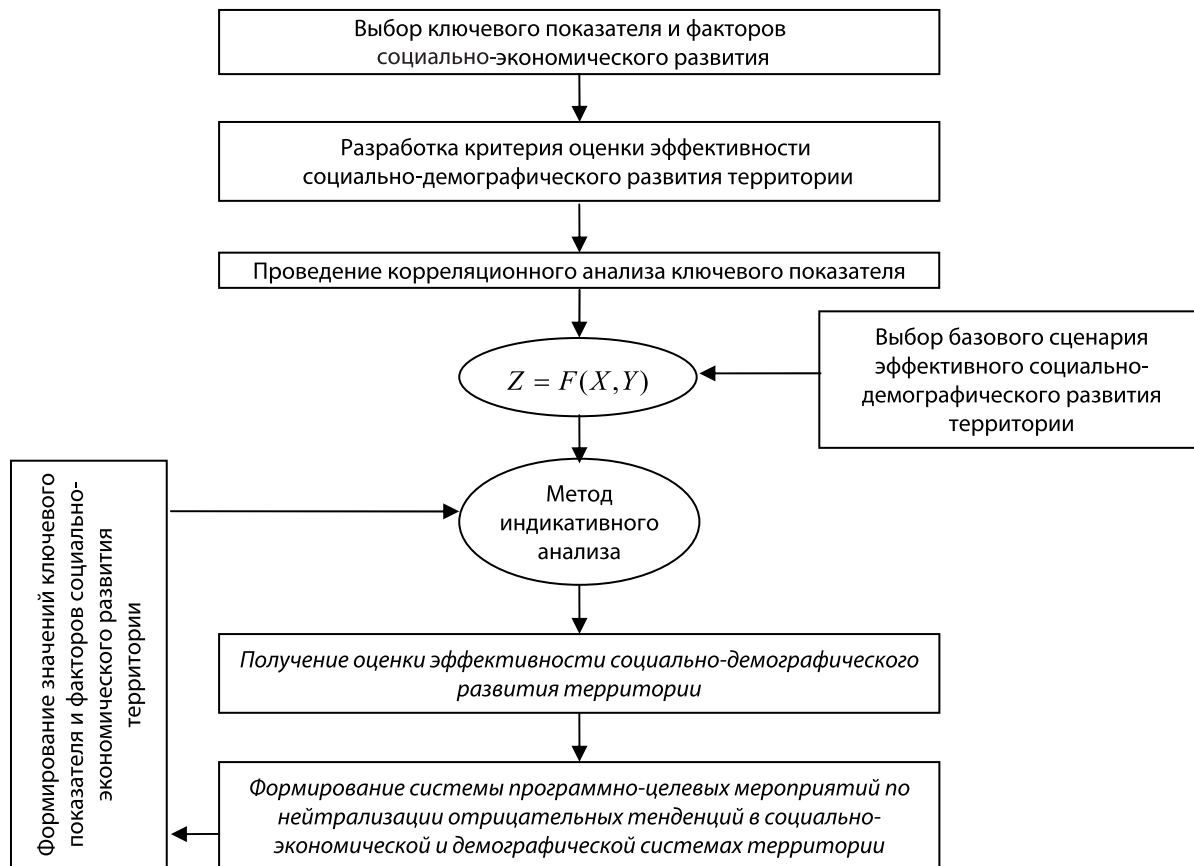 Выбор ключевого показателя и факторов
социально-экономического развития
Разработка критерия оценки эффективности
социально-демографического развития территории
Проведение корреляционного анализа ключевого показателя
Выбор базового сценария
эффективного социально-
демографического развития
территории
Z = F(X,Y)
Метод
индикативного
анализа
Формирование значений ключевого
показателя и факторов социально-
экономического развития
территории
Получение оценки эффективности социально-демографического
развития территории
Формирование системы программно-целевых мероприятий по
нейтрализации отрицательных тенденций в социально-
экономической и демографической системах территории